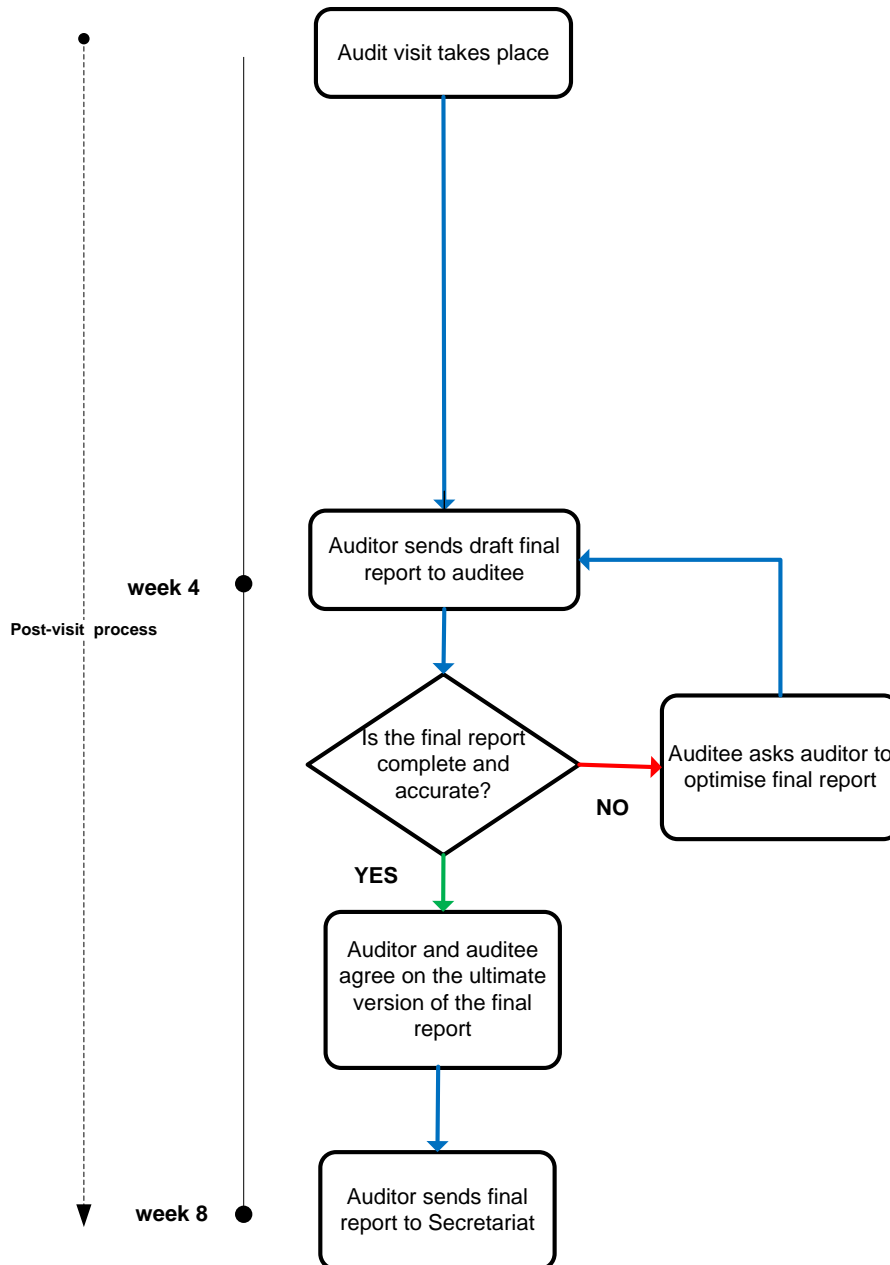 Audit visit takes place
Auditor sends draft final
report to auditee
week 4
Post-visit process
Is the final report
complete and
accurate?
Auditee asks auditor to
optimise final report
NO
YES
Auditor and auditee
agree on the ultimate
version of the final
report
Auditor sends final
report to Secretariat
week 8